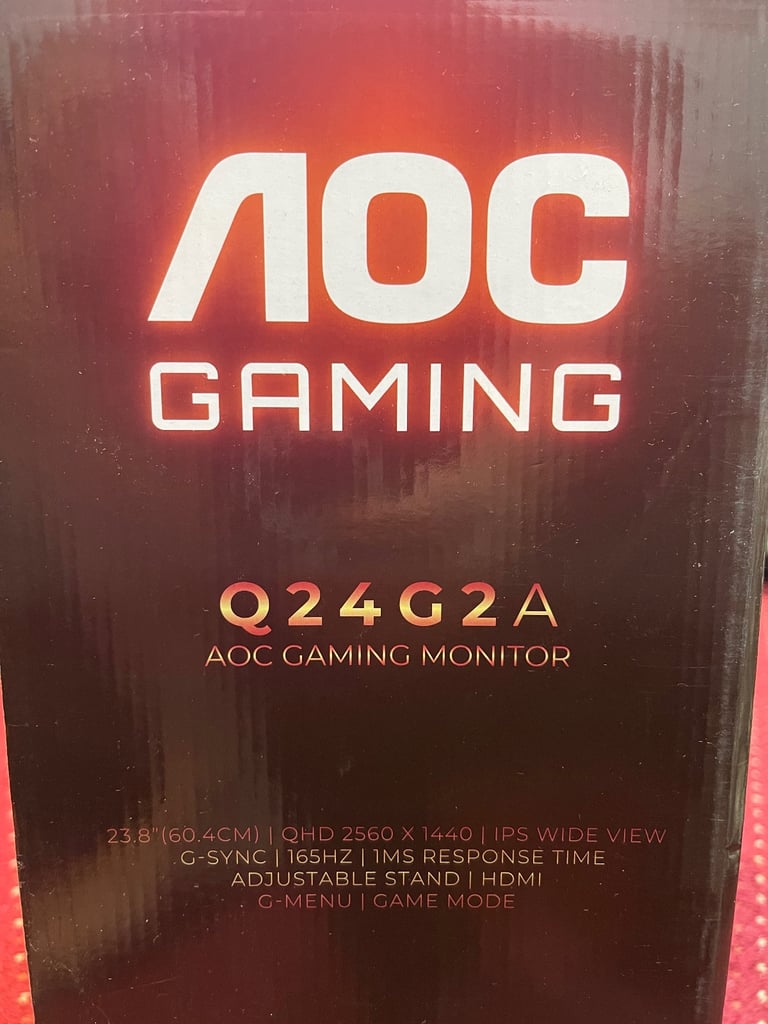 AOC
GAMING
Q24G2A
AOC GAMING MONITOR
23.8"(60.4CM) | QHD 2560 X 1440 | IPS WIDE VIEW
G-SYNC | 165HZ | 1MS RESPONSE TIME
ADJUSTABLE STAND | HDMI
G-MENU | GAME MODE